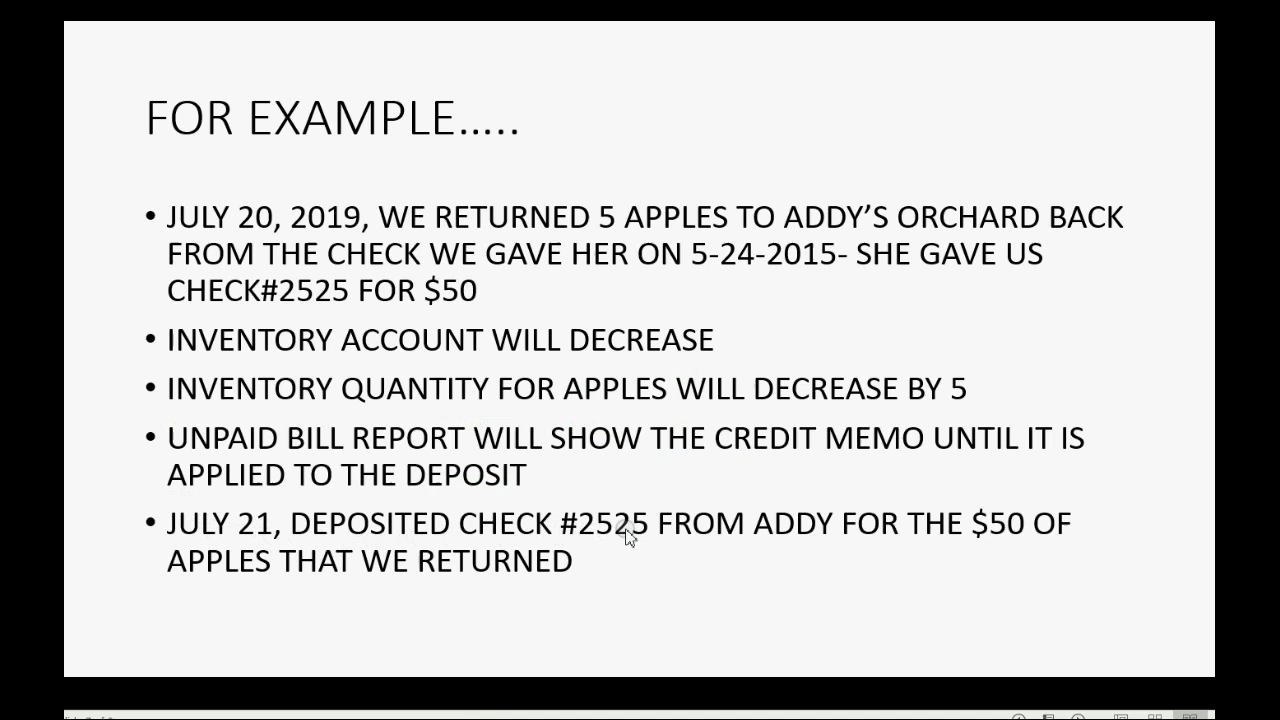 FOR EXAMPLE.....
• JULY 20, 2019, WE RETURNED 5 APPLES TO ADDY’S ORCHARD BACK
FROM THE CHECK WE GAVE HER ON 5-24-2015- SHE GAVE US
CHECK#2525 FOR $50
• INVENTORY ACCOUNT WILL DECREASE
• INVENTORY QUANTITY FOR APPLES WILL DECREASE BY 5
• UNPAID BILL REPORT WILL SHOW THE CREDIT MEMO UNTIL IT IS
APPLIED TO THE DEPOSIT
• JULY 21, DEPOSITED CHECK #2525 FROM ADDY FOR THE $50 OF
APPLES THAT WE RETURNED